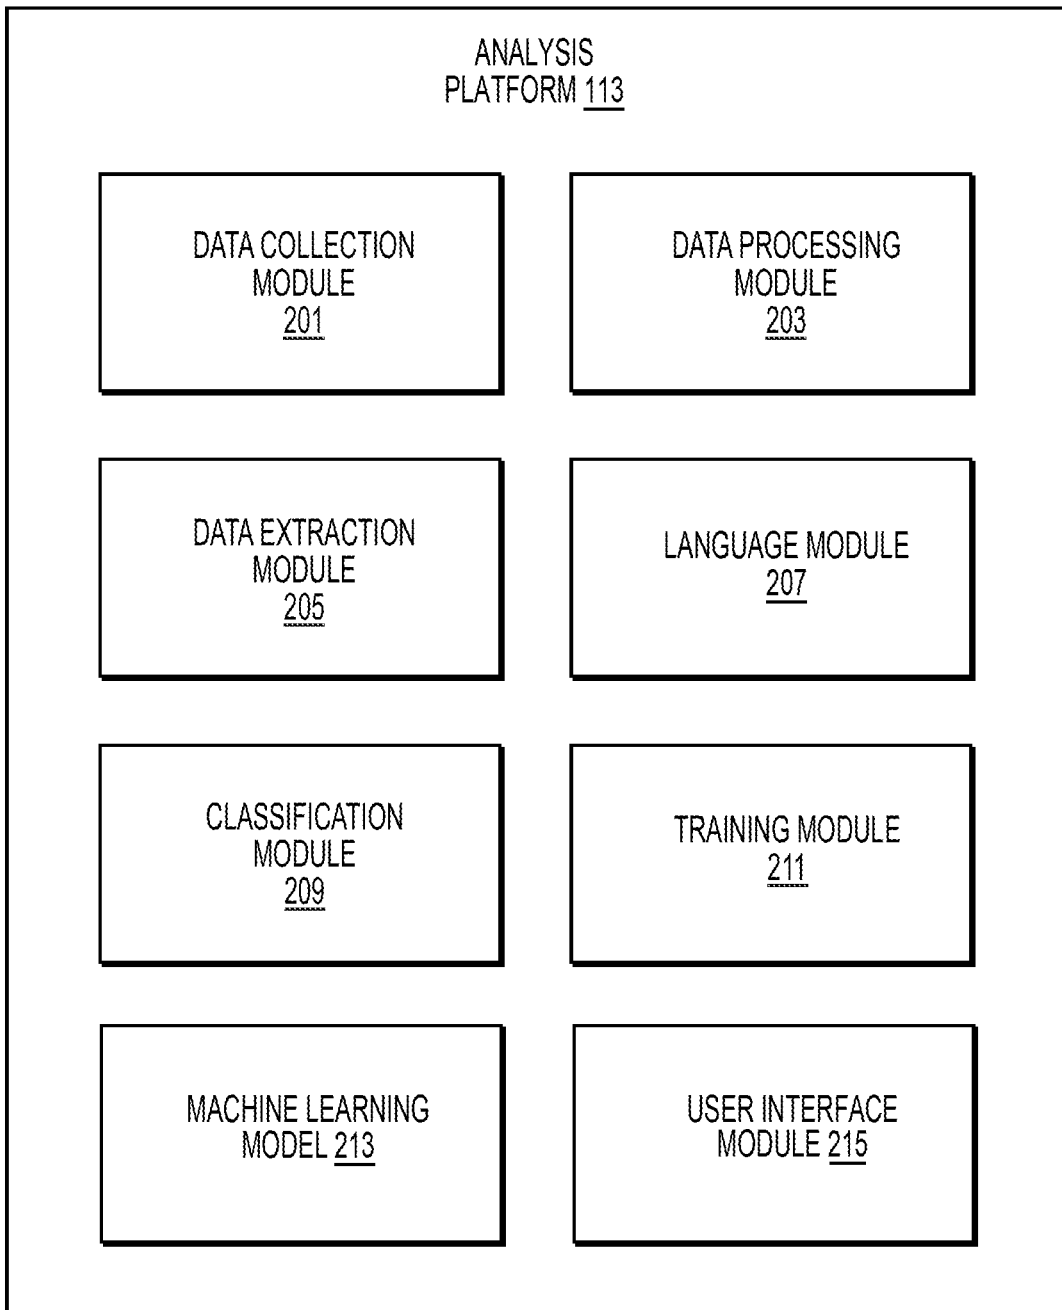 ANALYSIS
PLATFORM 113
DATA COLLECTION
MODULE
201
DATA PROCESSING
MODULE
203
DATA EXTRACTION
MODULE
205
LANGUAGE MODULE
207
CLASSIFICATION
MODULE
209
TRAINING MODULE
211
MACHINE LEARNING
MODEL 213
USER INTERFACE
MODULE 215